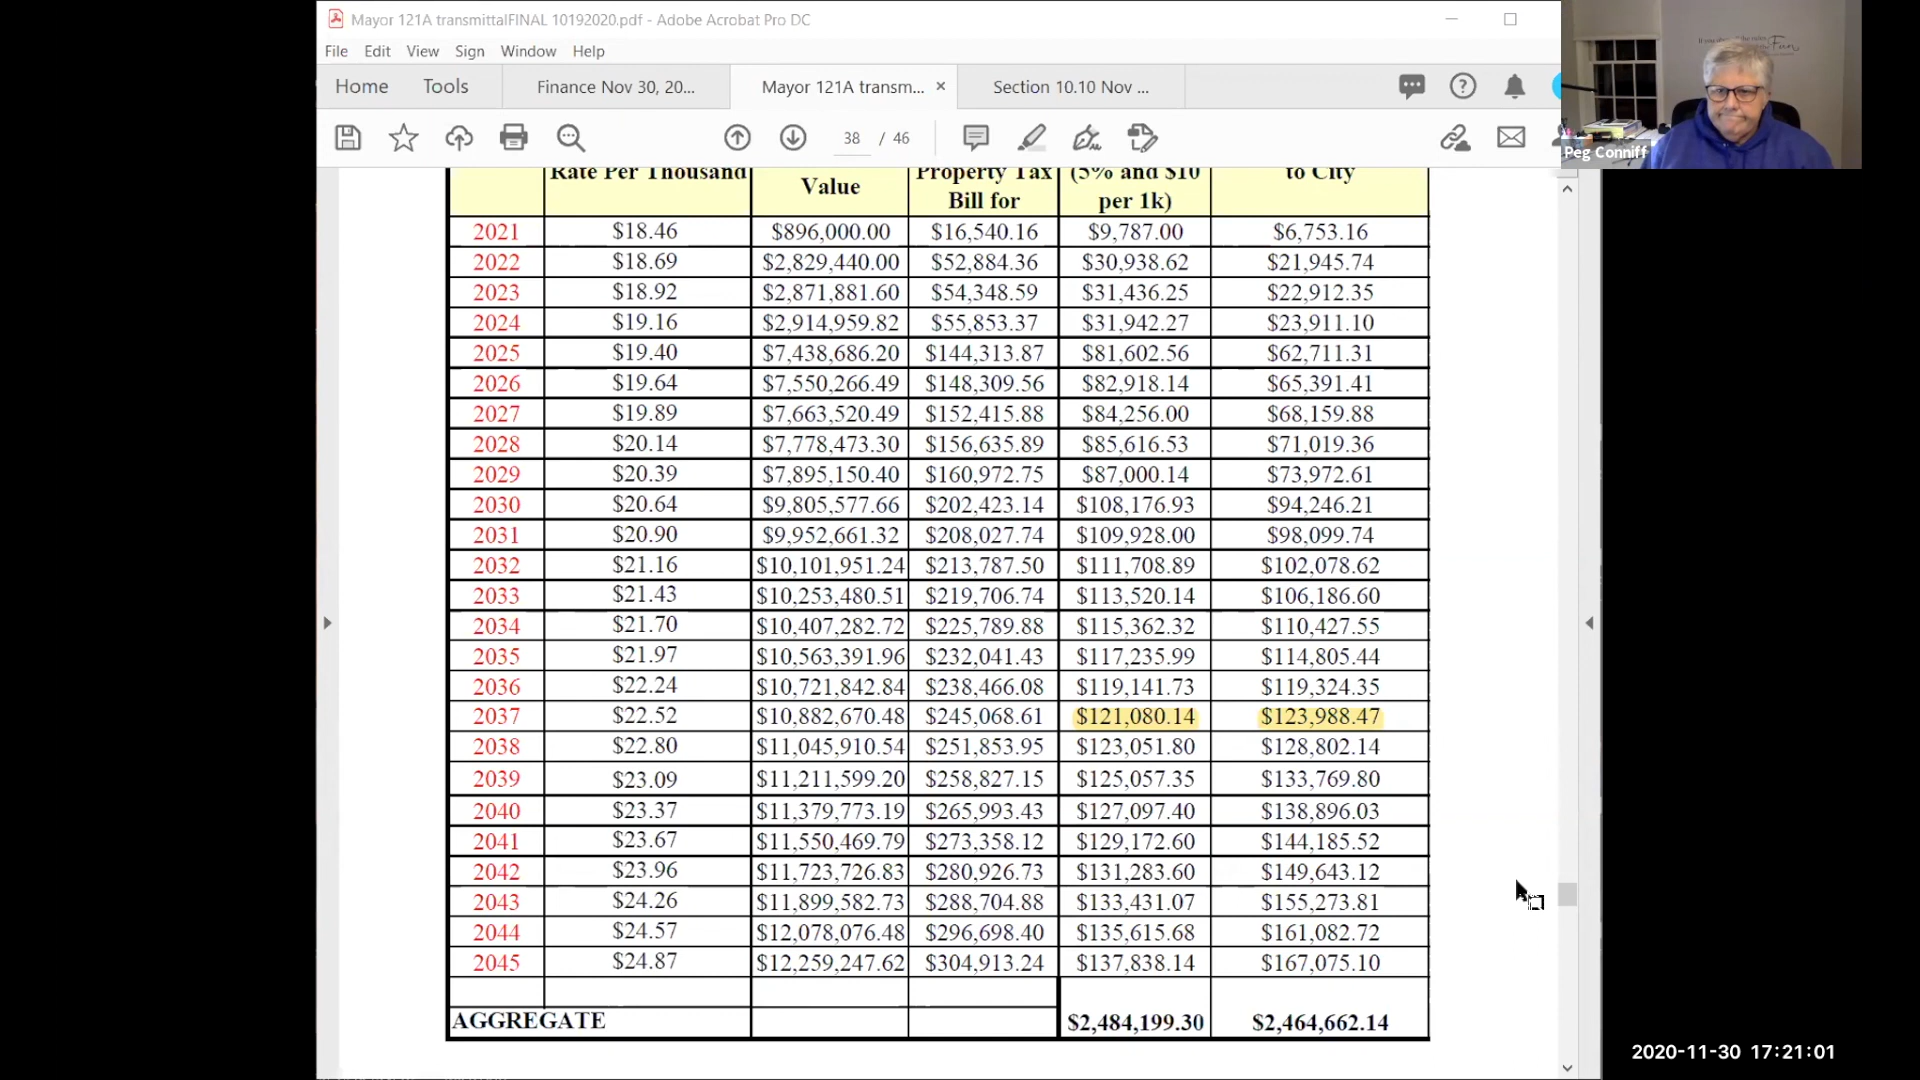 Mayor 121A transmittalFINAL 10192020.pdf - Adobe Acrobat Pro DC
File Edit View Sign Window Help
Home Tools Finance Nov 30, 20... Mayor 121A transm... × Section 10.10 Nov ...
38 / 46
Peg Conniff
Rate Per Thousand Value Property Tax Bill for (5% and $10 per 1k) to City
2021 $18.46 $896,000.00 $16,540.16 $9,787.00 $6,753.16
2022 $18.69 $2,829,440.00 $52,884.36 $30,938.62 $21,945.74
2023 $18.92 $2,871,881.60 $54,348.59 $31,436.25 $22,912.35
2024 $19.16 $2,914,959.82 $55,853.37 $31,942.27 $23,911.10
2025 $19.40 $7,438,686.20 $144,313.87 $81,602.56 $62,711.31
2026 $19.64 $7,550,266.49 $148,309.56 $82,918.14 $65,391.41
2027 $19.89 $7,663,520.49 $152,415.88 $84,256.00 $68,159.88
2028 $20.14 $7,778,473.30 $156,635.89 $85,616.53 $71,019.36
2029 $20.39 $7,895,150.40 $160,972.75 $87,000.14 $73,972.61
2030 $20.64 $9,805,577.66 $202,423.14 $108,176.93 $94,246.21
2031 $20.90 $9,952,661.32 $208,027.74 $109,928.00 $98,099.74
2032 $21.16 $10,101,951.24 $213,787.50 $111,708.89 $102,078.62
2033 $21.43 $10,253,480.51 $219,706.74 $113,520.14 $106,186.60
2034 $21.70 $10,407,282.72 $225,789.88 $115,362.32 $110,427.55
2035 $21.97 $10,563,391.96 $232,041.43 $117,235.99 $114,805.44
2036 $22.24 $10,721,842.84 $238,466.08 $119,141.73 $119,324.35
2037 $22.52 $10,882,670.48 $245,068.61 $121,080.14 $123,988.47
2038 $22.80 $11,045,910.54 $251,853.95 $123,051.80 $128,802.14
2039 $23.09 $11,211,599.20 $258,827.15 $125,057.35 $133,769.80
2040 $23.37 $11,379,773.19 $265,993.43 $127,097.40 $138,896.03
2041 $23.67 $11,550,469.79 $273,358.12 $129,172.60 $144,185.52
2042 $23.96 $11,723,726.83 $280,926.73 $131,283.60 $149,643.12
2043 $24.26 $11,899,582.73 $288,704.88 $133,431.07 $155,273.81
2044 $24.57 $12,078,076.48 $296,698.40 $135,615.68 $161,082.72
2045 $24.87 $12,259,247.62 $304,913.24 $137,838.14 $167,075.10
AGGREGATE $2,484,199.30 $2,464,662.14
2020-11-30 17:21:01